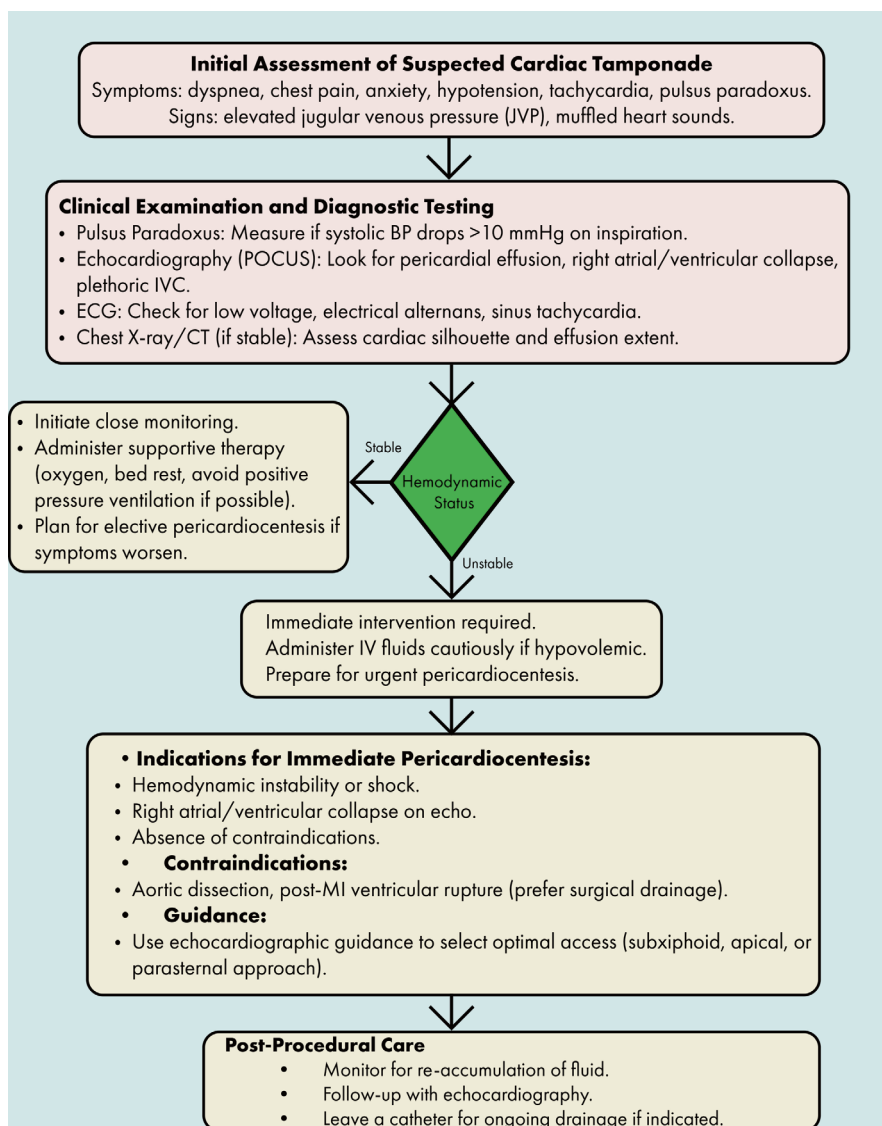 Initial Assessment of Suspected Cardiac Tamponade
Symptoms: dyspnea, chest pain, anxiety, hypotension, tachycardia, pulsus paradoxus.
Signs: elevated jugular venous pressure (JVP), muffled heart sounds.
Clinical Examination and Diagnostic Testing
• Pulsus Paradoxus: Measure if systolic BP drops >10 mmHg on inspiration.
• Echocardiography (POCUS): Look for pericardial effusion, right atrial/ventricular collapse,
plethoric IVC.
• ECG: Check for low voltage, electrical alternans, sinus tachycardia.
• Chest X-ray/CT (if stable): Assess cardiac silhouette and effusion extent.
• Initiate close monitoring.
• Administer supportive therapy
(oxygen, bed rest, avoid positive
pressure ventilation if possible).
• Plan for elective pericardiocentesis if
symptoms worsen.
Stable
Hemodynamic
Status
Unstable
Immediate intervention required.
Administer IV fluids cautiously if hypovolemic.
Prepare for urgent pericardiocentesis.
• Indications for Immediate Pericardiocentesis:
• Hemodynamic instability or shock.
• Right atrial/ventricular collapse on echo.
• Absence of contraindications.
• Contraindications:
• Aortic dissection, post-MI ventricular rupture (prefer surgical drainage).
• Guidance:
• Use echocardiographic guidance to select optimal access (subxiphoid, apical, or
parasternal approach).
Post-Procedural Care
• Monitor for re-accumulation of fluid.
• Follow-up with echocardiography.
• Leave a catheter for ongoing drainage if indicated.